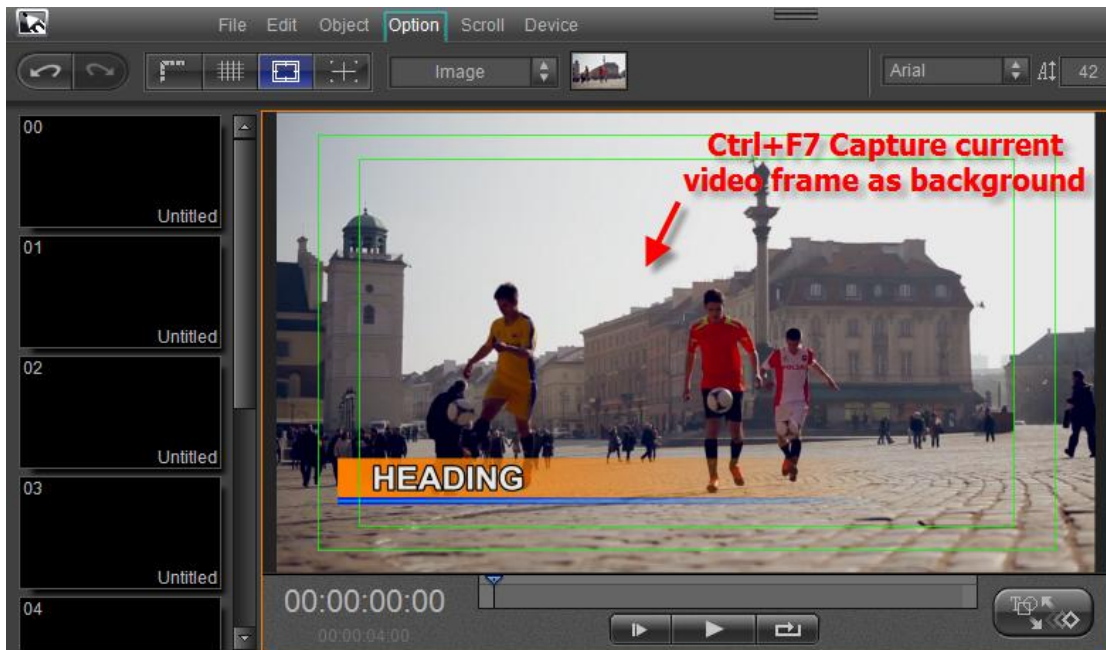 File Edit Object Option Scroll Device
Image Arial 42
00
Untitled
01
Untitled
02
Untitled
03
Untitled
04
Ctrl+F7 Capture current
video frame as background
HEADING
00:00:00:00
00:00:04:00